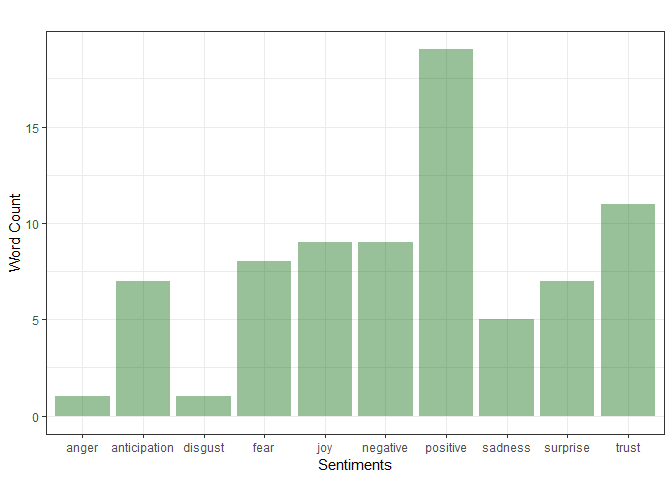 15
10
5
0
Word Count
anger anticipation disgust fear joy negative positive sadness surprise trust
Sentiments